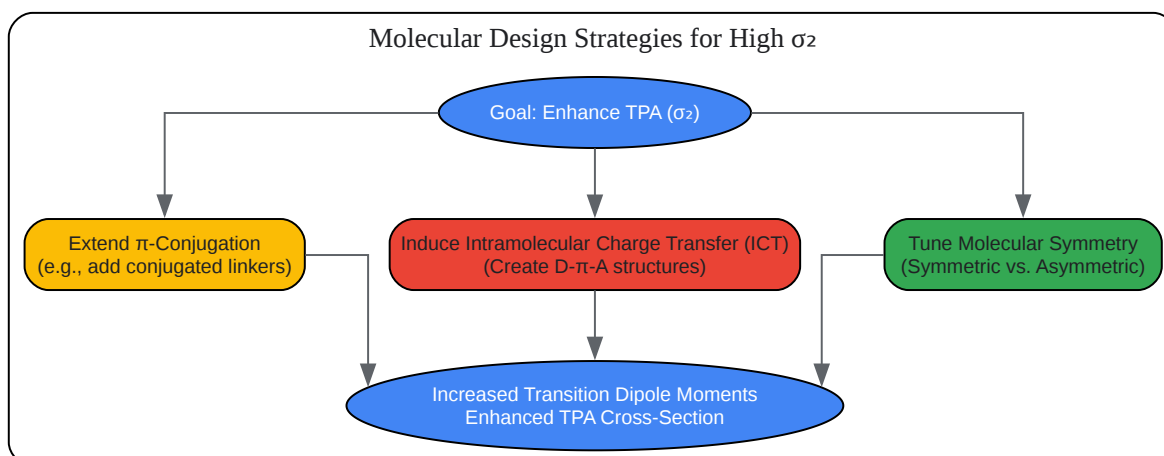 Molecular Design Strategies for High σ₂
Goal: Enhance TPA (σ₂)
Extend π-Conjugation
(e.g., add conjugated linkers)
Induce Intramolecular Charge Transfer (ICT)
(Create D-π-A structures)
Tune Molecular Symmetry
(Symmetric vs. Asymmetric)
Increased Transition Dipole Moments
Enhanced TPA Cross-Section